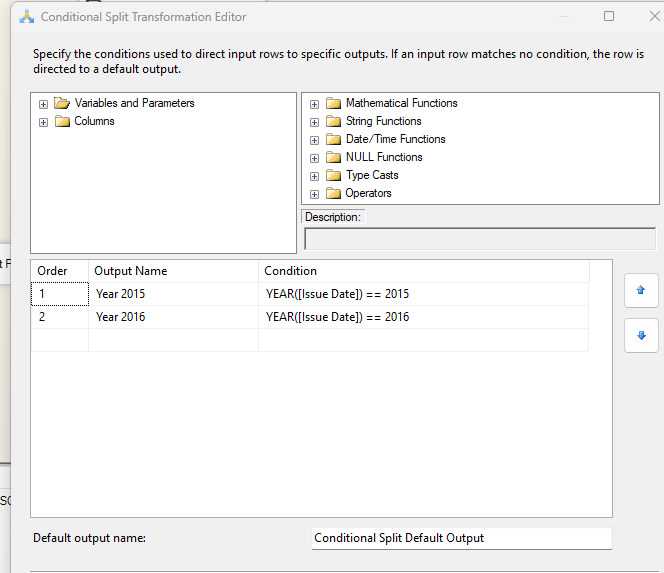 Conditional Split Transformation Editor
Specify the conditions used to direct input rows to specific outputs. If an input row matches no condition, the row is
directed to a default output.
Variables and Parameters
Columns
Mathematical Functions
String Functions
Date/Time Functions
NULL Functions
Type Casts
Operators
Description:
Order Output Name Condition
1 Year 2015 YEAR([Issue Date]) == 2015
2 Year 2016 YEAR([Issue Date]) == 2016
Default output name: Conditional Split Default Output